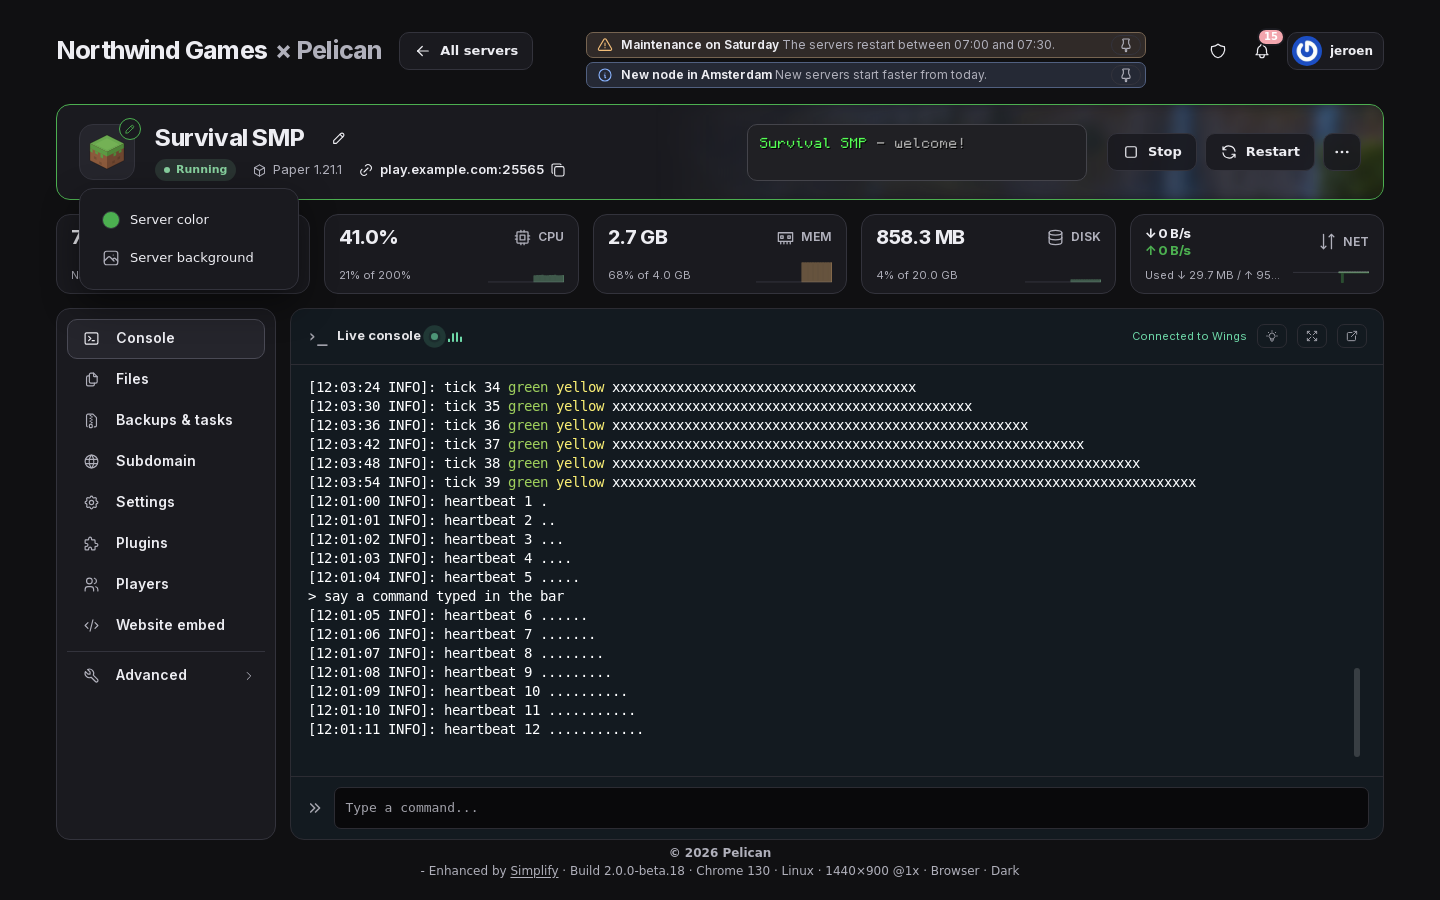 Northwind Games × Pelican
All servers
Maintenance on Saturday The servers restart between 07:00 and 07:30.
New node in Amsterdam New servers start faster from today.
15
jeroen
Survival SMP
Running
Paper 1.21.1
play.example.com:25565
Survival SMP - welcome!
Stop
Restart
Server color
Server background
41.0%
CPU
21% of 200%
2.7 GB
MEM
68% of 4.0 GB
858.3 MB
DISK
4% of 20.0 GB
↓ 0 B/s
↑ 0 B/s
NET
Used ↓ 29.7 MB / ↑ 95...
Console
Files
Backups & tasks
Subdomain
Settings
Plugins
Players
Website embed
Advanced
Live console
Connected to Wings
[12:03:24 INFO]: tick 34 green yellow xxxxxxxxxxxxxxxxxxxxxxxxxxxxxxxxxxxxxx
[12:03:30 INFO]: tick 35 green yellow xxxxxxxxxxxxxxxxxxxxxxxxxxxxxxxxxxxxxxxxxxxxx
[12:03:36 INFO]: tick 36 green yellow xxxxxxxxxxxxxxxxxxxxxxxxxxxxxxxxxxxxxxxxxxxxxxxxxxxx
[12:03:42 INFO]: tick 37 green yellow xxxxxxxxxxxxxxxxxxxxxxxxxxxxxxxxxxxxxxxxxxxxxxxxxxxxxxxxxxx
[12:03:48 INFO]: tick 38 green yellow xxxxxxxxxxxxxxxxxxxxxxxxxxxxxxxxxxxxxxxxxxxxxxxxxxxxxxxxxxxxxxxxxx
[12:03:54 INFO]: tick 39 green yellow xxxxxxxxxxxxxxxxxxxxxxxxxxxxxxxxxxxxxxxxxxxxxxxxxxxxxxxxxxxxxxxxxxxxxxxxx
[12:01:00 INFO]: heartbeat 1 .
[12:01:01 INFO]: heartbeat 2 ..
[12:01:02 INFO]: heartbeat 3 ...
[12:01:03 INFO]: heartbeat 4 ....
[12:01:04 INFO]: heartbeat 5 .....
> say a command typed in the bar
[12:01:05 INFO]: heartbeat 6 ......
[12:01:06 INFO]: heartbeat 7 .......
[12:01:07 INFO]: heartbeat 8 ........
[12:01:08 INFO]: heartbeat 9 .........
[12:01:09 INFO]: heartbeat 10 ..........
[12:01:10 INFO]: heartbeat 11 ...........
[12:01:11 INFO]: heartbeat 12 ............
Type a command...
© 2026 Pelican
- Enhanced by Simplify · Build 2.0.0-beta.18 · Chrome 130 · Linux · 1440×900 @1x · Browser · Dark